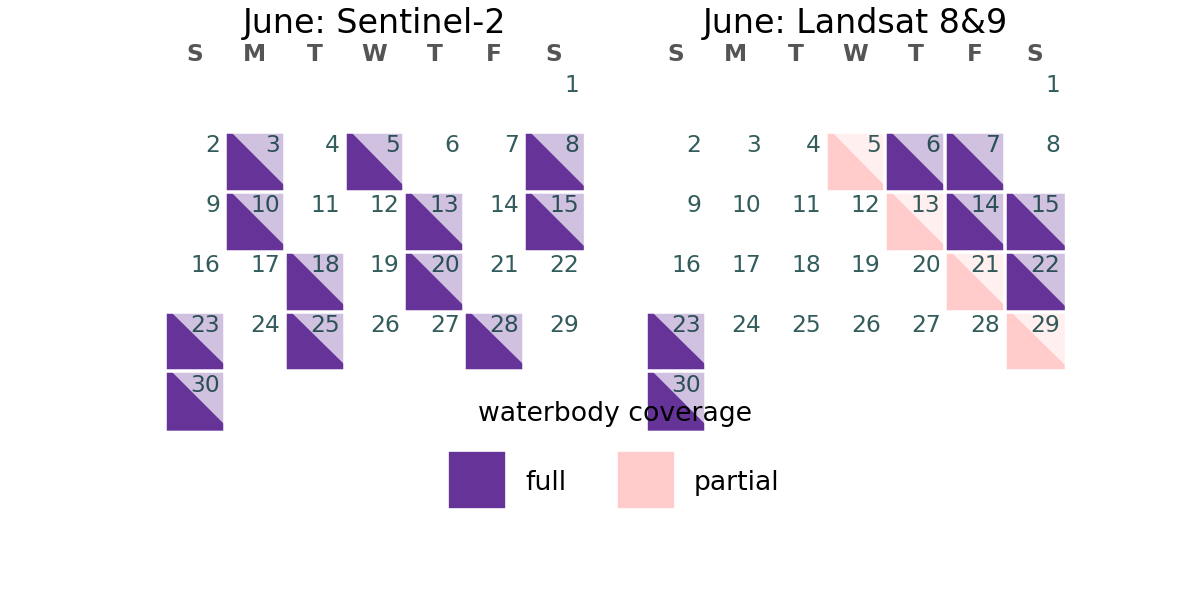 June: Sentinel-2
S M T W T F S
1
2 3 4 5 6 7 8
9 10 11 12 13 14 15
16 17 18 19 20 21 22
23 24 25 26 27 28 29
30
June: Landsat 8&9
S M T W T F S
1
2 3 4 5 6 7 8
9 10 11 12 13 14 15
16 17 18 19 20 21 22
23 24 25 26 27 28 29
30
waterbody coverage
full partial